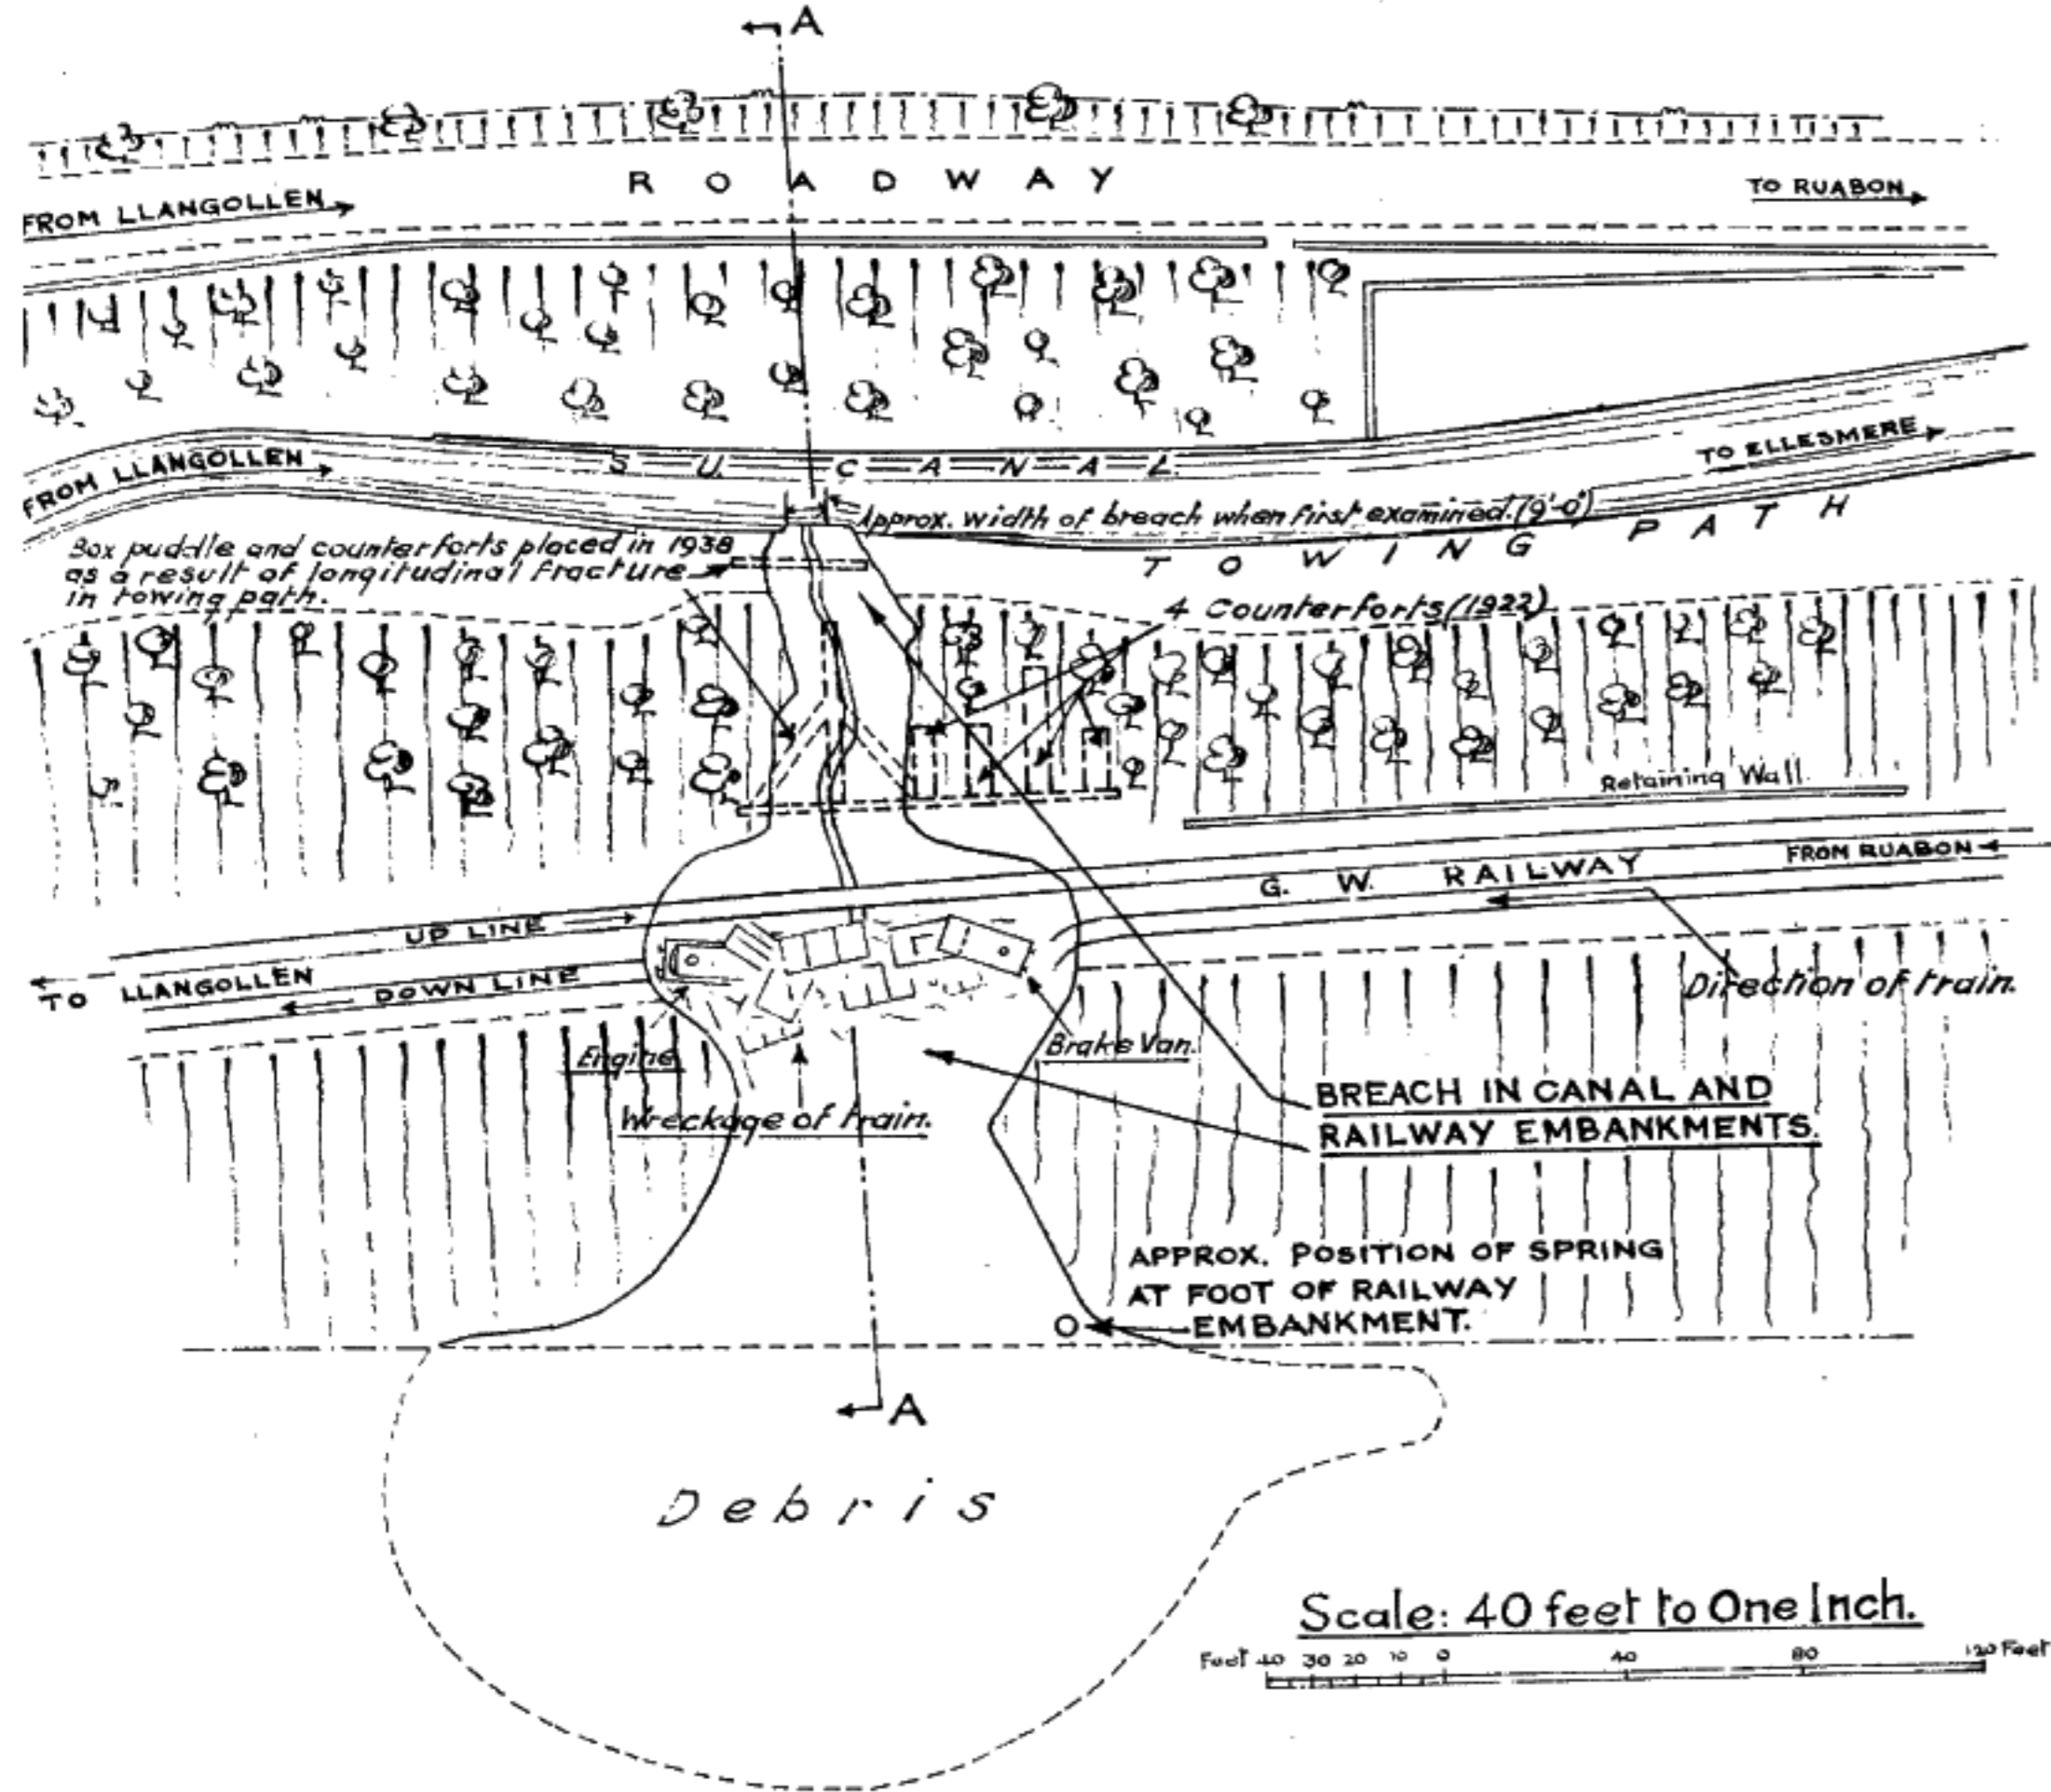 A
ROADWAY
FROM LLANGOLLEN
TO RUABON
S. U. CANAL
FROM LLANGOLLEN
TO ELLESMERE
Approx. width of breach when first examined. (9'-0")
TOWING PATH
Box puddle and counterforts placed in 1938
as a result of longitudinal fracture
in towing path.
4 Counterforts (1922)
Retaining Wall.
G. W. RAILWAY
FROM RUABON
UP LINE
TO LLANGOLLEN
DOWN LINE
Direction of train.
Engine
Brake Van.
Wreckage of train.
BREACH IN CANAL AND
RAILWAY EMBANKMENTS.
APPROX. POSITION OF SPRING
AT FOOT OF RAILWAY
EMBANKMENT.
A
Debris
Scale: 40 feet to One Inch.
Feet 40 30 20 10 0 40 80 120 Feet